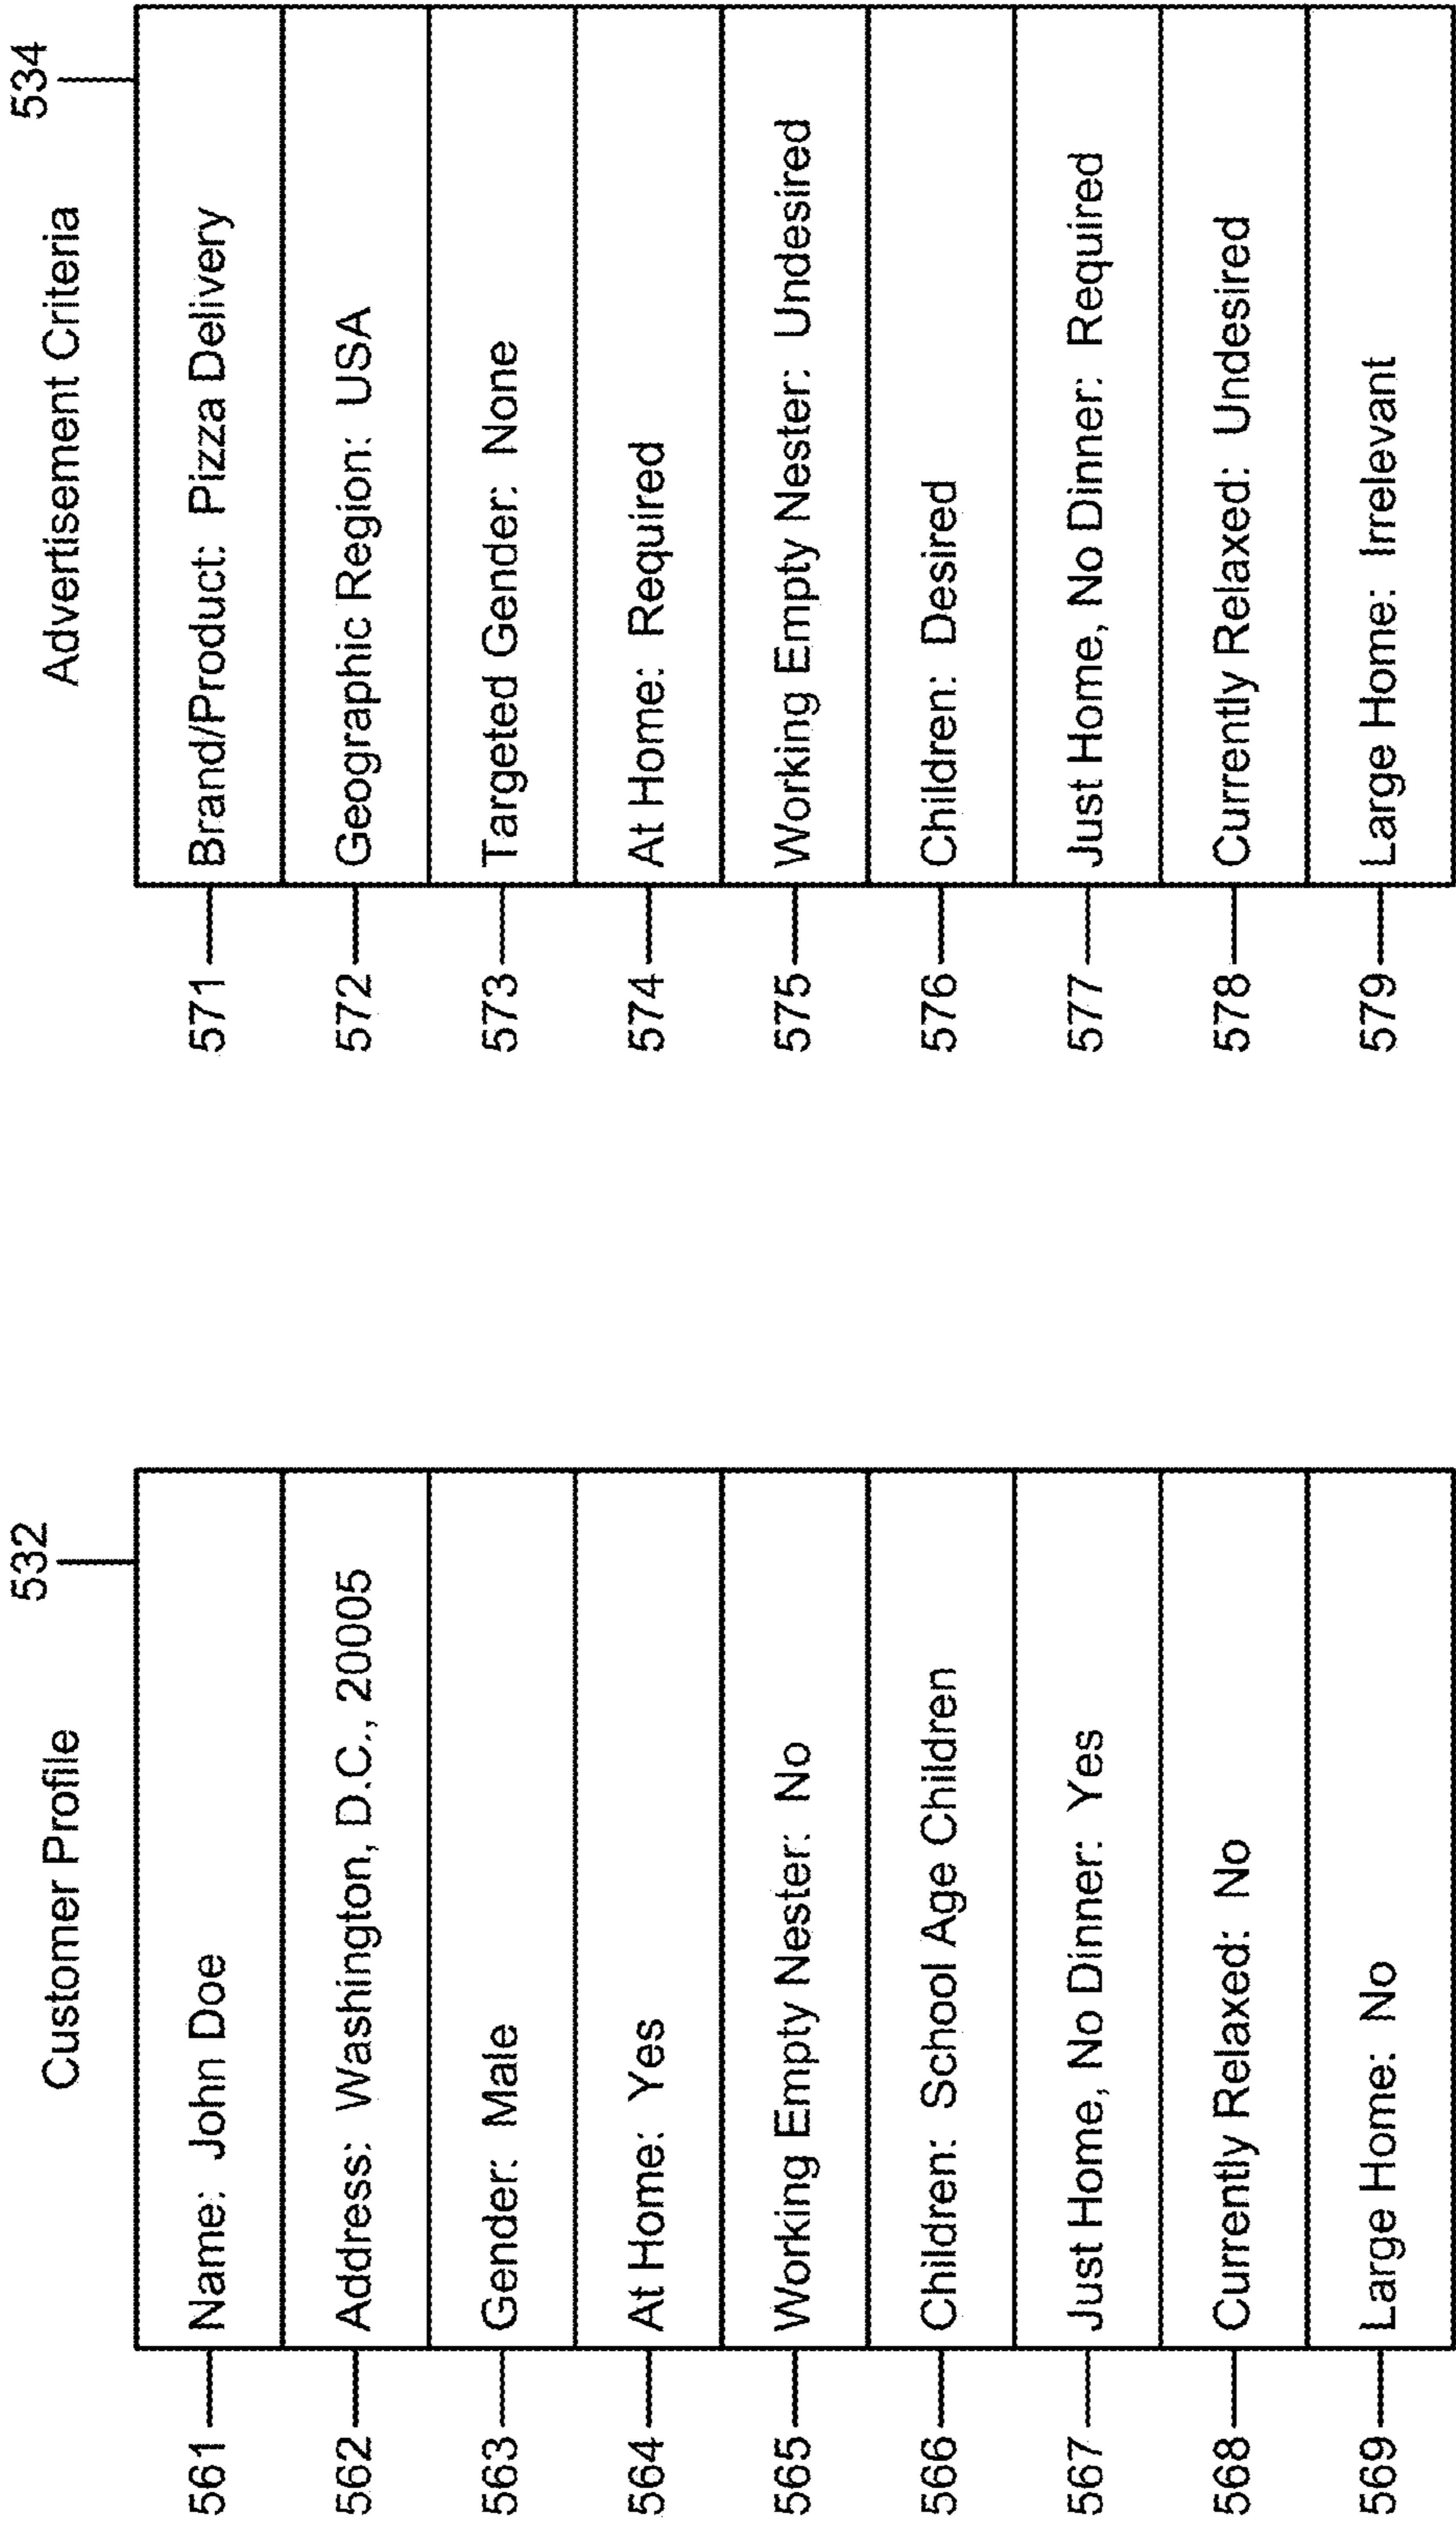 Customer Profile
532
561
Name: John Doe
562
Address: Washington, D.C., 20005
563
Gender: Male
564
At Home: Yes
565
Working Empty Nester: No
566
Children: School Age Children
567
Just Home, No Dinner: Yes
568
Currently Relaxed: No
569
Large Home: No
Advertisement Criteria
534
571
Brand/Product: Pizza Delivery
572
Geographic Region: USA
573
Targeted Gender: None
574
At Home: Required
575
Working Empty Nester: Undesired
576
Children: Desired
577
Just Home, No Dinner: Required
578
Currently Relaxed: Undesired
579
Large Home: Irrelevant